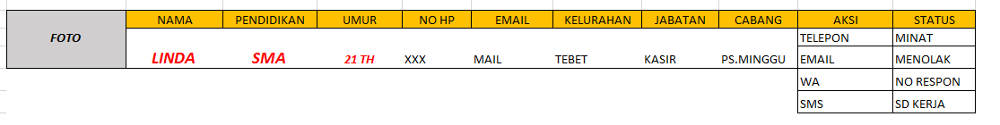 FOTO NAMA PENDIDIKAN UMUR NO HP EMAIL KELURAHAN JABATAN CABANG AKSI STATUS
TELEPON MINAT
LINDA SMA 21 TH XXX MAIL TEBET KASIR PS.MINGGU EMAIL MENOLAK
WA NO RESPON
SMS SD KERJA